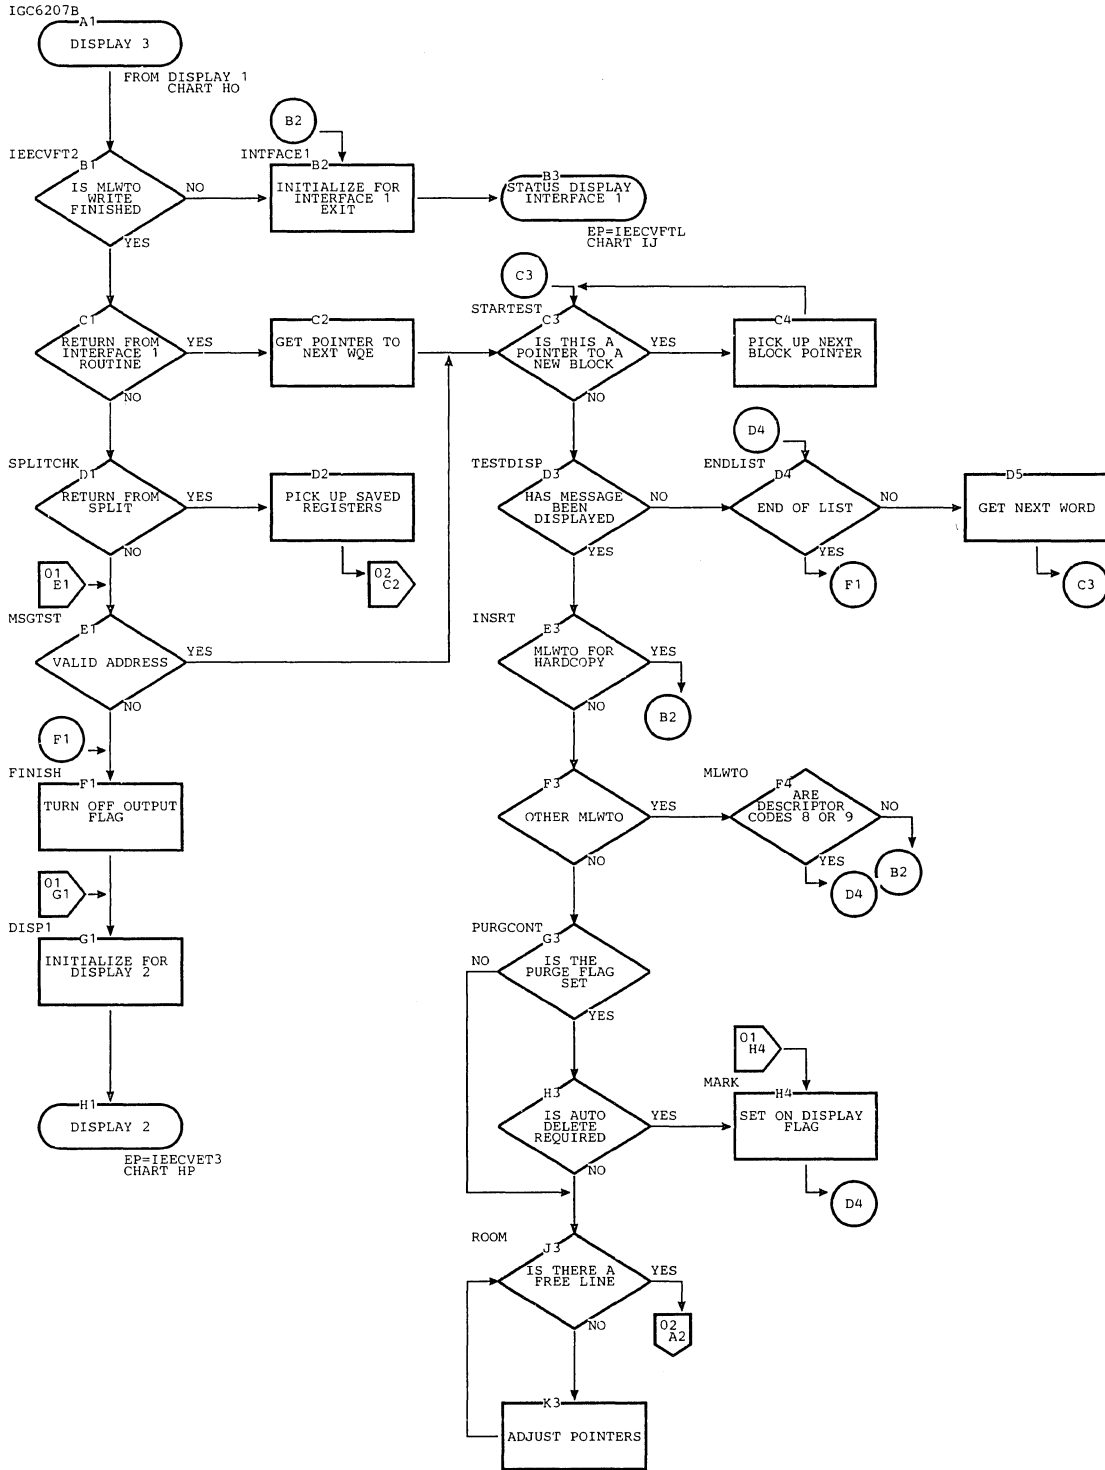 IGC6207B
A1
DISPLAY 3
FROM DISPLAY 1
CHART HO
B2
IEECVFT2
B1
IS MLWTO
WRITE
FINISHED
NO
YES
INTFACE1
B2
INITIALIZE FOR
INTERFACE 1
EXIT
B3
STATUS DISPLAY
INTERFACE 1
EP=IEECVFTL
CHART IJ
C3
C1
RETURN FROM
INTERFACE 1
ROUTINE
YES
NO
C2
GET POINTER TO
NEXT WQE
STARTEST
C3
IS THIS A
POINTER TO A
NEW BLOCK
YES
NO
C4
PICK UP NEXT
BLOCK POINTER
D4
SPLITCHK
D1
RETURN FROM
SPLIT
YES
NO
D2
PICK UP SAVED
REGISTERS
TESTDISP
D3
HAS MESSAGE
BEEN
DISPLAYED
NO
YES
ENDLIST
D4
END OF LIST
NO
YES
D5
GET NEXT WORD
01
E1
02
C2
F1
C3
MSGTST
E1
VALID ADDRESS
YES
NO
INSRT
E3
MLWTO FOR
HARDCOPY
YES
NO
B2
F1
FINISH
F1
TURN OFF OUTPUT
FLAG
F3
OTHER MLWTO
YES
NO
MLWTO
F4
ARE
DESCRIPTOR
CODES 8 OR 9
NO
YES
D4
B2
01
G1
DISP1
G1
INITIALIZE FOR
DISPLAY 2
PURGCONT
G3
IS THE
PURGE FLAG
SET
NO
YES
01
H4
H1
DISPLAY 2
EP=IEECVET3
CHART HP
H3
IS AUTO
DELETE
REQUIRED
YES
NO
MARK
H4
SET ON DISPLAY
FLAG
D4
ROOM
J3
IS THERE A
FREE LINE
YES
NO
02
A2
K3
ADJUST POINTERS